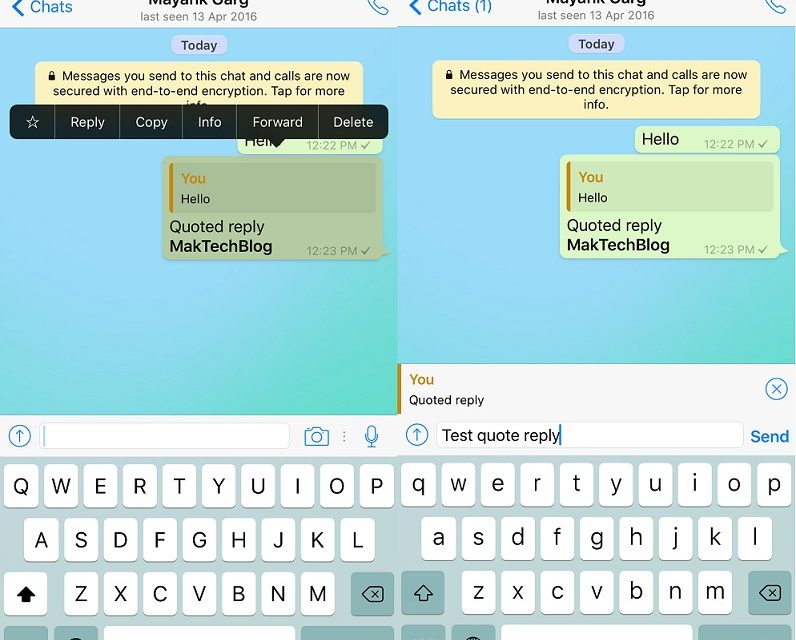 Chats
Mayank Garg
last seen 13 Apr 2016
Today
Messages you send to this chat and calls are now
secured with end-to-end encryption. Tap for more
info.
Reply Copy Info Forward Delete
Hello
12:22 PM
You
Hello
Quoted reply
MakTechBlog
12:23 PM
Q W E R T Y U I O P
A S D F G H J K L
Z X C V B N M
Chats (1)
Mayank Garg
last seen 13 Apr 2016
Today
Messages you send to this chat and calls are now
secured with end-to-end encryption. Tap for more
info.
Hello
12:22 PM
You
Hello
Quoted reply
MakTechBlog
12:23 PM
You
Quoted reply
Test quote reply
Send
q w e r t y u i o p
a s d f g h j k l
z x c v b n m